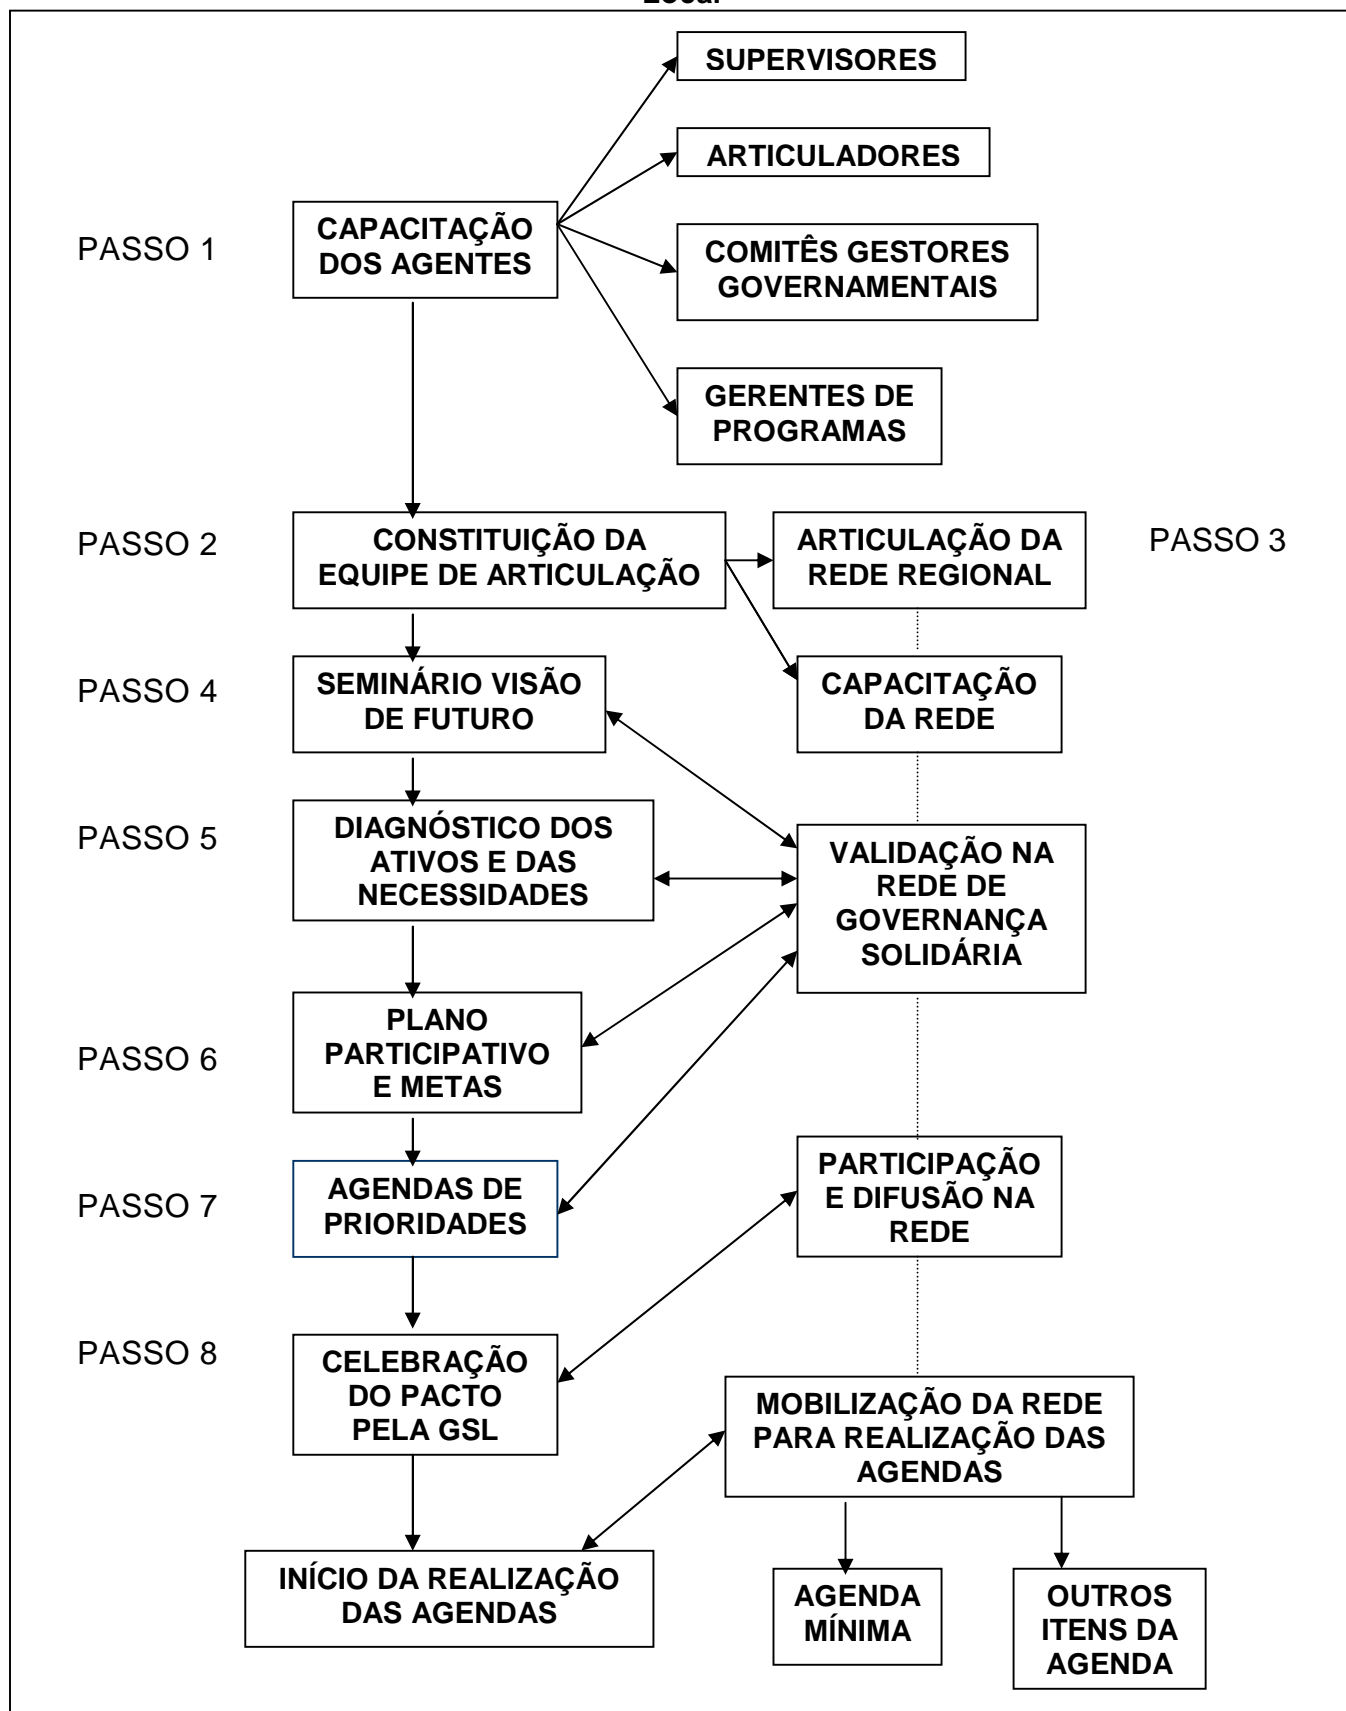 Local
SUPERVISORES
ARTICULADORES
PASSO 1
CAPACITAÇÃO
DOS AGENTES
COMITÊS GESTORES
GOVERNAMENTAIS
GERENTES DE
PROGRAMAS
PASSO 2
CONSTITUIÇÃO DA
EQUIPE DE ARTICULAÇÃO
ARTICULAÇÃO DA
REDE REGIONAL
PASSO 3
PASSO 4
SEMINÁRIO VISÃO
DE FUTURO
CAPACITAÇÃO
DA REDE
PASSO 5
DIAGNÓSTICO DOS
ATIVOS E DAS
NECESSIDADES
VALIDAÇÃO NA
REDE DE
GOVERNANÇA
SOLIDÁRIA
PASSO 6
PLANO
PARTICIPATIVO
E METAS
PASSO 7
AGENDAS DE
PRIORIDADES
PARTICIPAÇÃO
E DIFUSÃO NA
REDE
PASSO 8
CELEBRAÇÃO
DO PACTO
PELA GSL
MOBILIZAÇÃO DA REDE
PARA REALIZAÇÃO DAS
AGENDAS
INÍCIO DA REALIZAÇÃO
DAS AGENDAS
AGENDA
MÍNIMA
OUTROS
ITENS DA
AGENDA